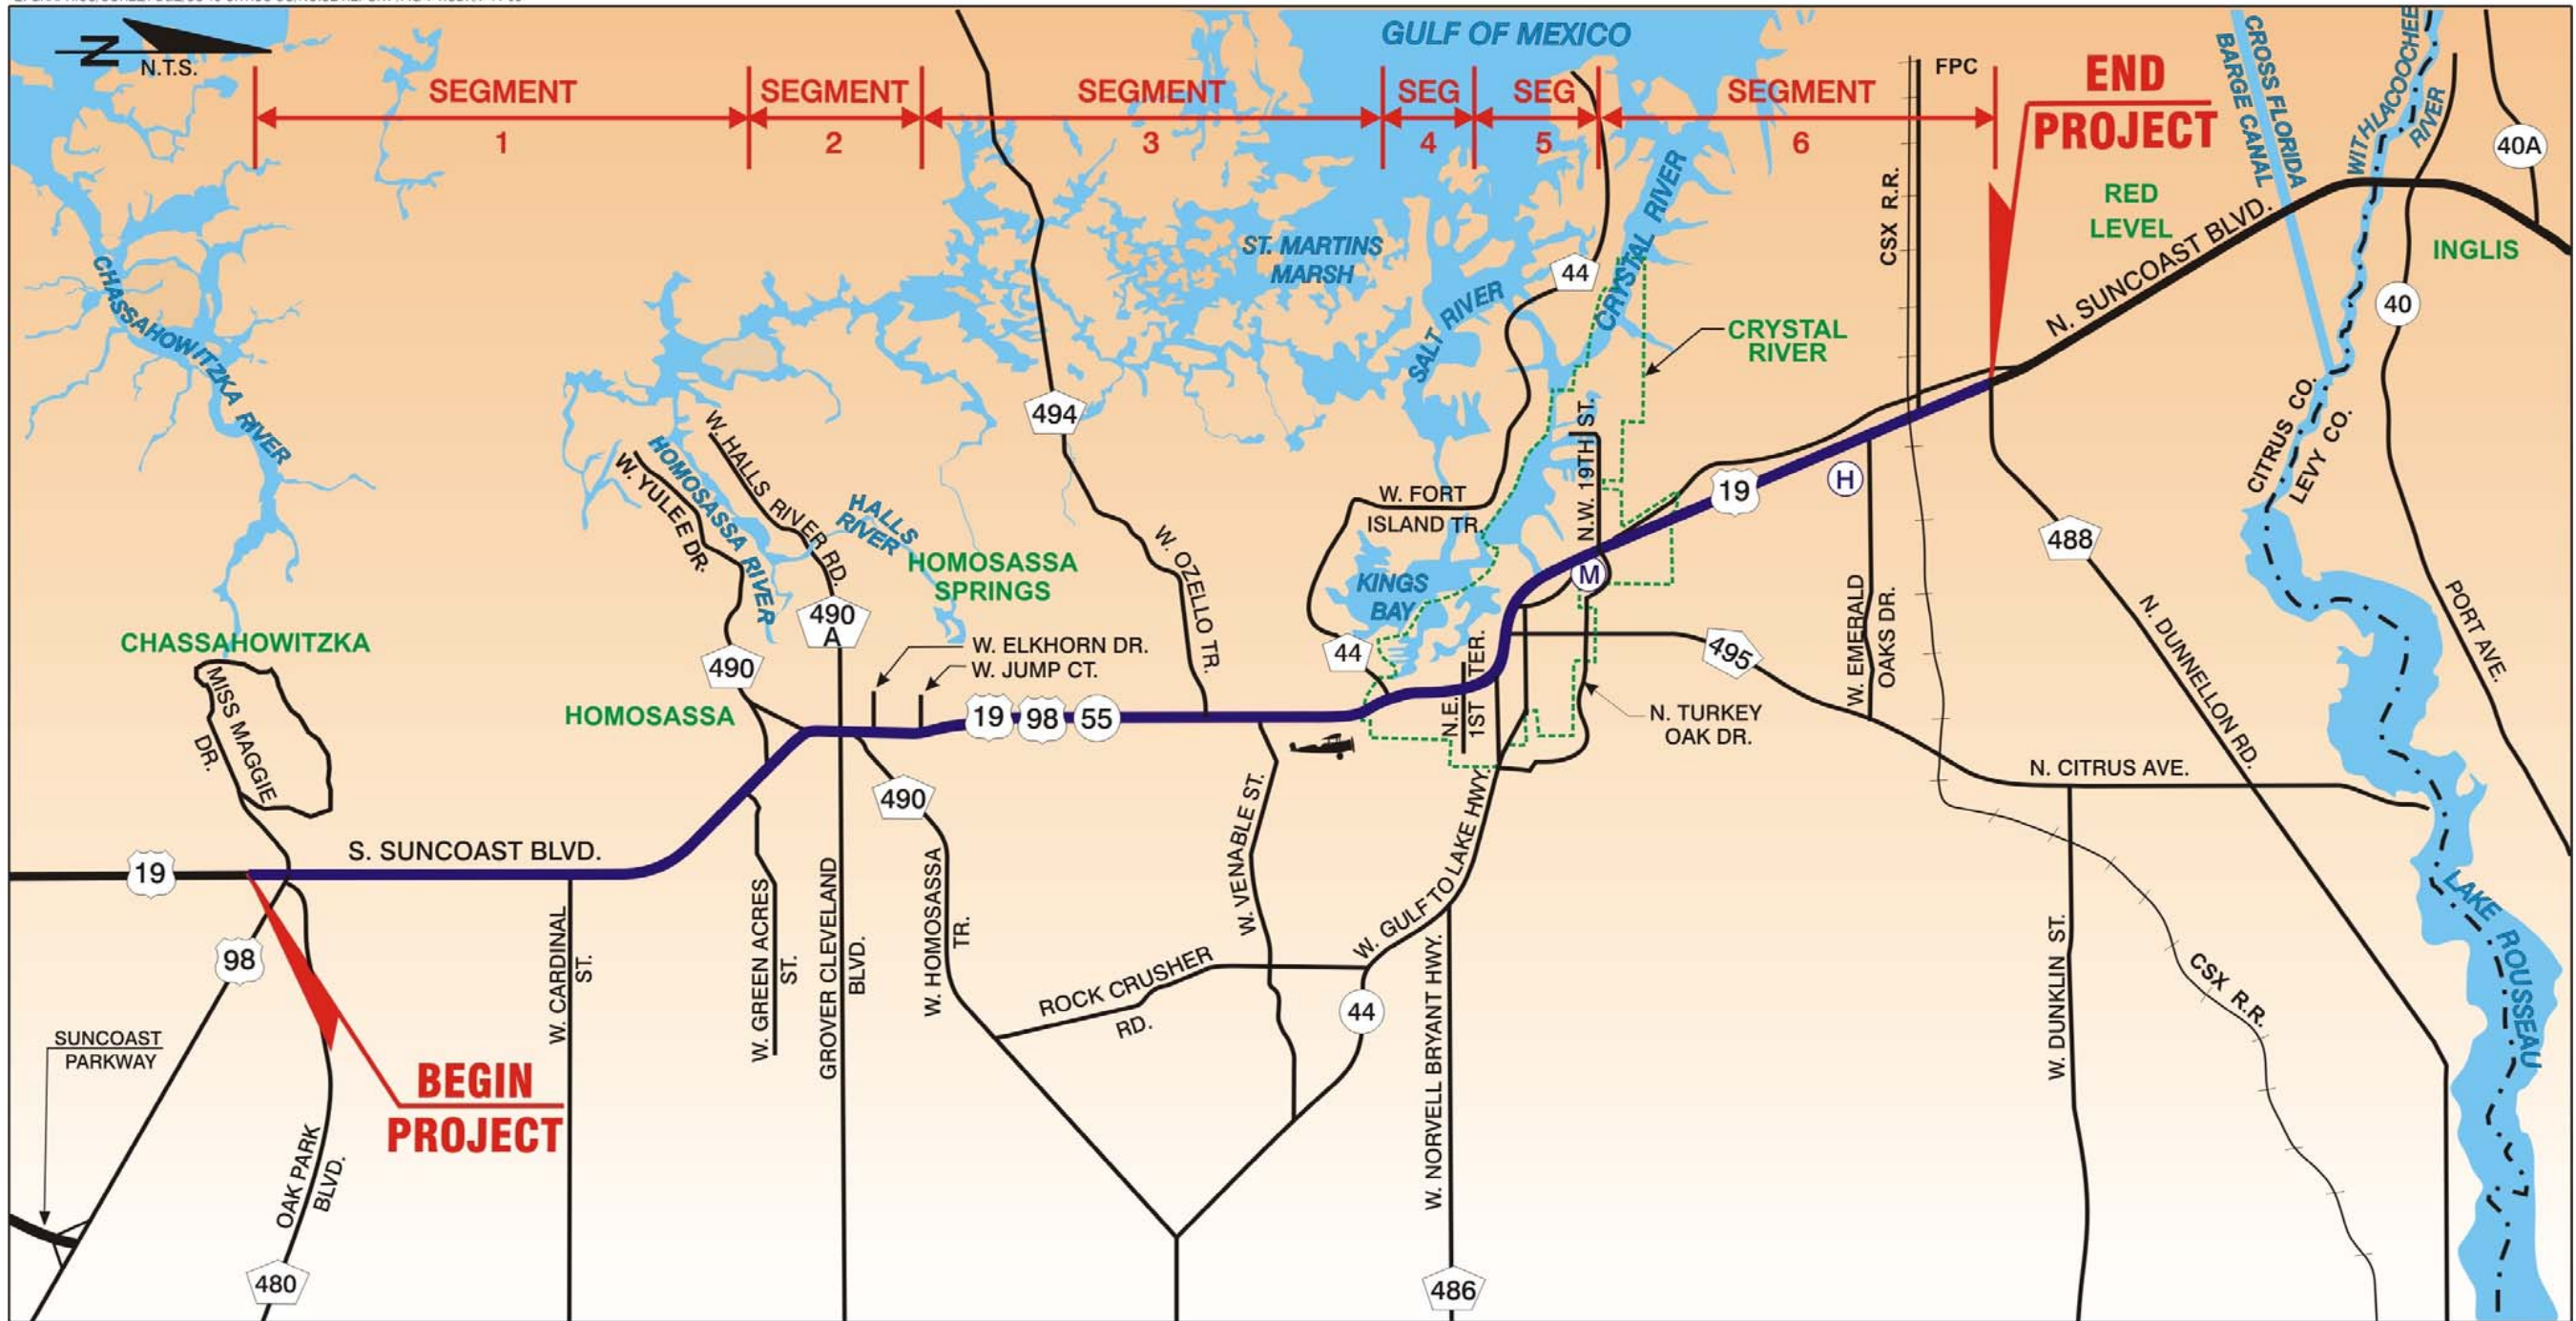 N
N.T.S.
GULF OF MEXICO
SEGMENT
1
SEGMENT
2
SEGMENT
3
SEG
4
SEG
5
SEGMENT
6
FPC
END
PROJECT
CROSS FLORIDA
BARGE CANAL
WITHLACOOCHEE
RIVER
40A
RED
LEVEL
CSX R.R.
N. SUNCOAST BLVD.
INGLIS
40
CHASSAHOWITZKA RIVER
ST. MARTINS
MARSH
44
SALT RIVER
CRYSTAL RIVER
CRYSTAL
RIVER
494
W. HALLS RIVER RD.
HOMOSASSA RIVER
W. YULEE DR.
HALLS
RIVER
HOMOSASSA
SPRINGS
W. OZELLO TR.
W. FORT
ISLAND TR.
N.W. 19TH ST.
19
H
M
CITRUS CO.
LEVY CO.
488
KINGS
BAY
W. EMERALD
OAKS DR.
N. DUNNELLON RD.
PORT AVE.
CHASSAHOWITZKA
MISS MAGGIE
DR.
490
490
A
W. ELKHORN DR.
W. JUMP CT.
44
N.E.
1ST TER.
495
HOMOSASSA
19
98
55
N. TURKEY
OAK DR.
N. CITRUS AVE.
490
19
S. SUNCOAST BLVD.
98
W. CARDINAL
ST.
W. GREEN ACRES
ST.
GROVER CLEVELAND
BLVD.
W. HOMOSASSA
TR.
W. VENABLE ST.
W. GULF TO LAKE HWY.
ROCK CRUSHER
RD.
44
W. NORVELL BRYANT HWY.
W. DUNKLIN ST.
CSX R.R.
LAKE ROUSSEAU
SUNCOAST
PARKWAY
BEGIN
PROJECT
OAK PARK
BLVD.
480
486